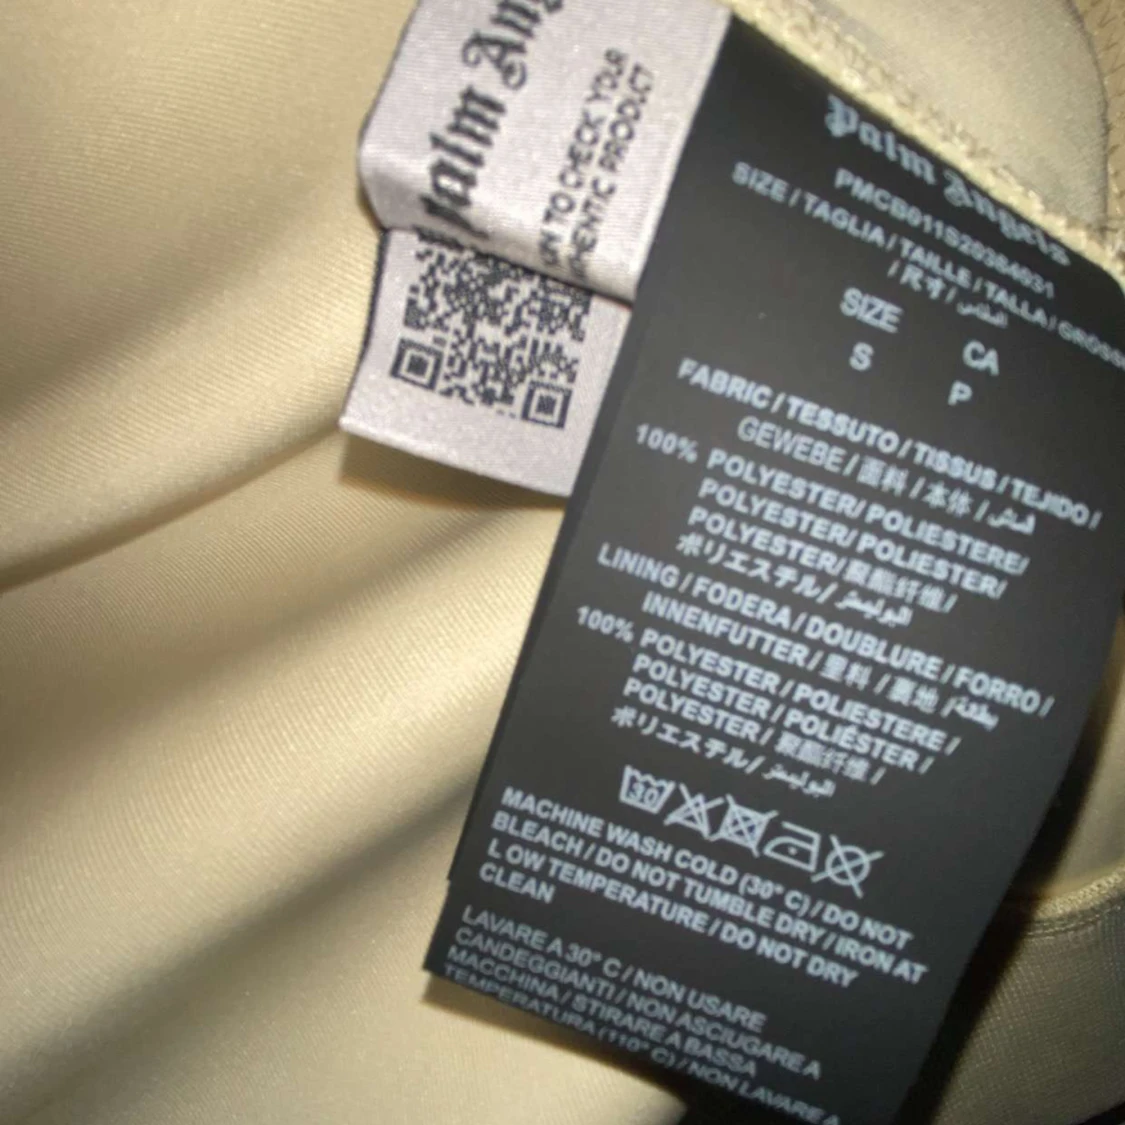 Palm Ang
N TO CHECK YOUR
HENTIC PRODUCT
Palm Angels
SIZE / TAGLIA / TAILLE / TALLA / GRÖSSE
/ 尺寸 / المقاس
SIZE CA
S P
FABRIC / TESSUTO / TISSUS / TEJIDO /
GEWEBE / 面料 / 本体 / قماش
100% POLYESTER/ POLIESTERE/
POLYESTER/ POLIESTER/
POLYESTER/ 聚酯纤维/
ポリエステル/ البوليستر
LINING / FODERA / DOUBLURE / FORRO /
INNENFUTTER / 里料 / 裏地 / بطانة
100% POLYESTER / POLIESTERE /
POLYESTER / POLIÉSTER /
POLYESTER / 聚酯纤维 /
ポリエステル/ البوليستر
30
MACHINE WASH COLD (30° C) / DO NOT
BLEACH / DO NOT TUMBLE DRY / IRON AT
L OW TEMPERATURE / DO NOT DRY
CLEAN
LAVARE A 30° C / NON USARE
CANDEGGIANTI / NON ASCIUGARE A
MACCHINA / STIRARE A BASSA
TEMPERATURA (110° C) / NON LAVARE A